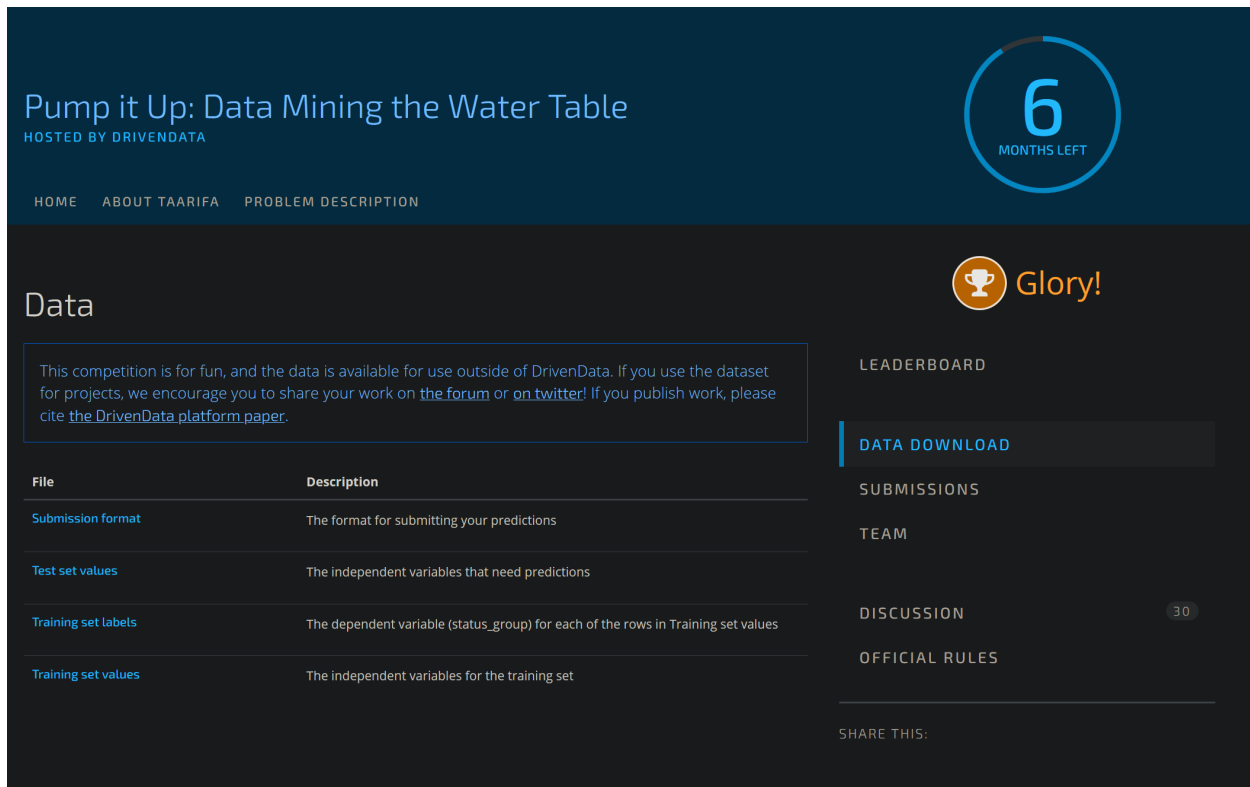 Pump it Up: Data Mining the Water Table
HOSTED BY DRIVENDATA
6
MONTHS LEFT
HOME ABOUT TAARIFA PROBLEM DESCRIPTION
Glory!
Data
This competition is for fun, and the data is available for use outside of DrivenData. If you use the dataset
for projects, we encourage you to share your work on the forum or on twitter! If you publish work, please
cite the DrivenData platform paper.
File Description
Submission format The format for submitting your predictions
Test set values The independent variables that need predictions
Training set labels The dependent variable (status_group) for each of the rows in Training set values
Training set values The independent variables for the training set
LEADERBOARD
DATA DOWNLOAD
SUBMISSIONS
TEAM
DISCUSSION 30
OFFICIAL RULES
SHARE THIS: